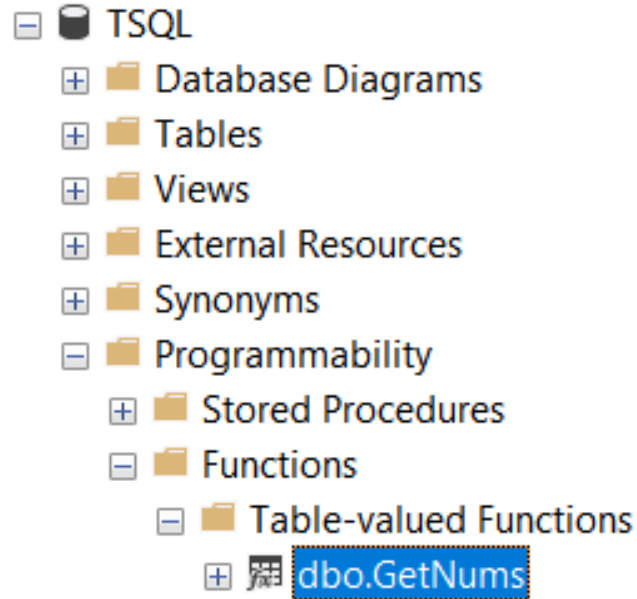 TSQL
Database Diagrams
Tables
Views
External Resources
Synonyms
Programmability
Stored Procedures
Functions
Table-valued Functions
dbo.GetNums